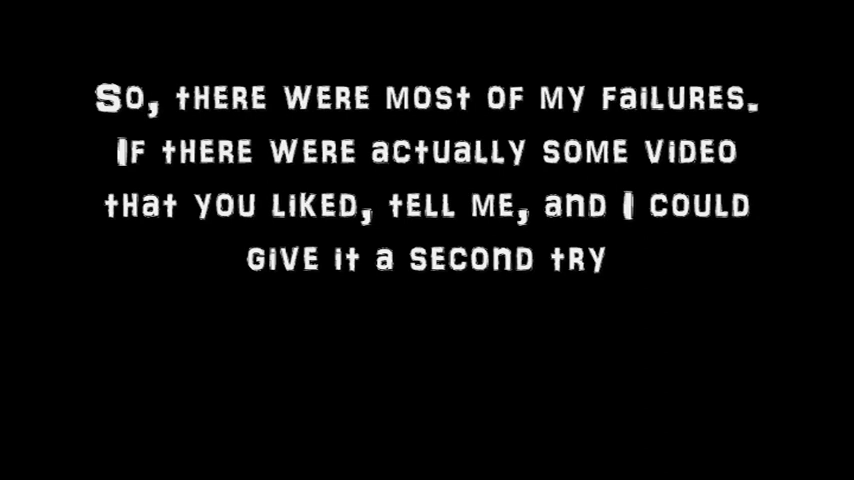 So, there were most of my failures.
If there were actually some video
that you liked, tell me, and I could
give it a second try